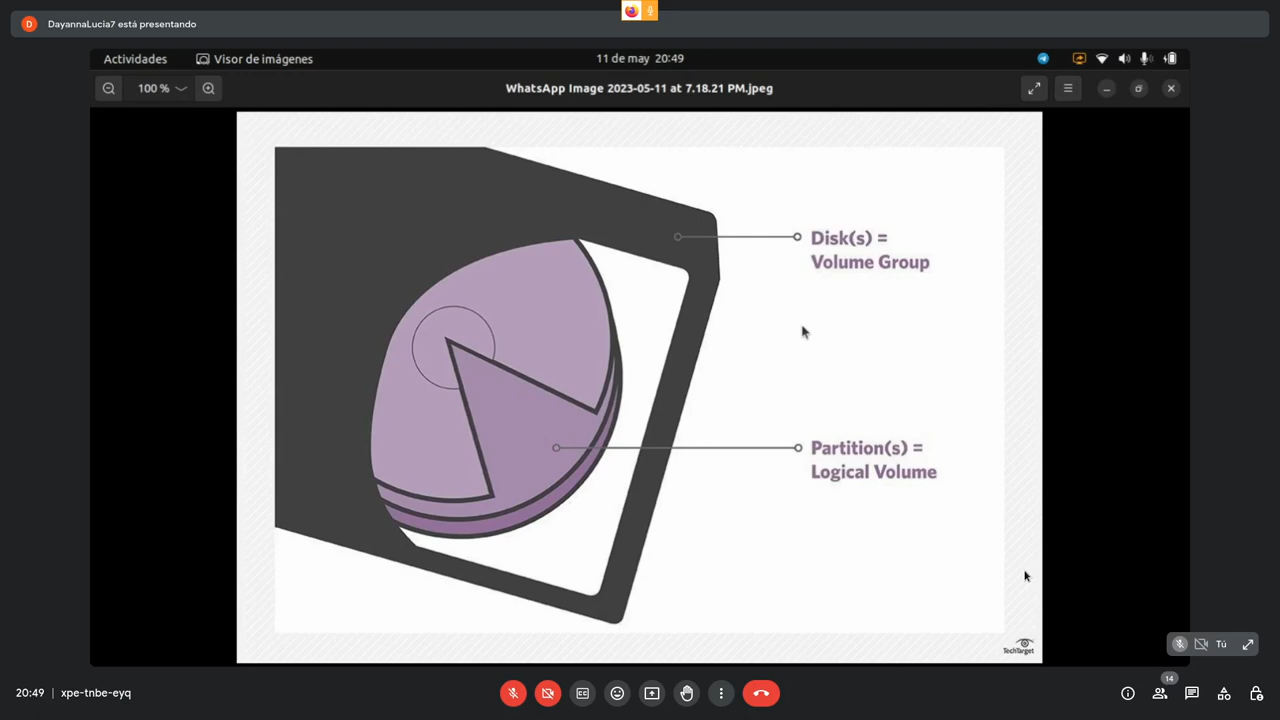 D DayannaLucia7 está presentando
Actividades Visor de imágenes 11 de may 20:49
100 % WhatsApp Image 2023-05-11 at 7.18.21 PM.jpeg
Disk(s) =
Volume Group
Partition(s) =
Logical Volume
TechTarget
Tú
14
20:49 | xpe-tnbe-eyq